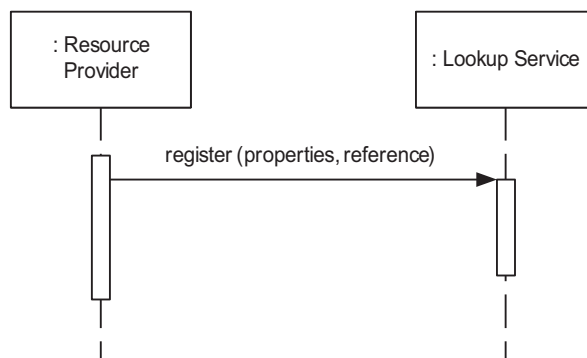 : Resource
Provider
: Lookup Service
register (properties, reference)